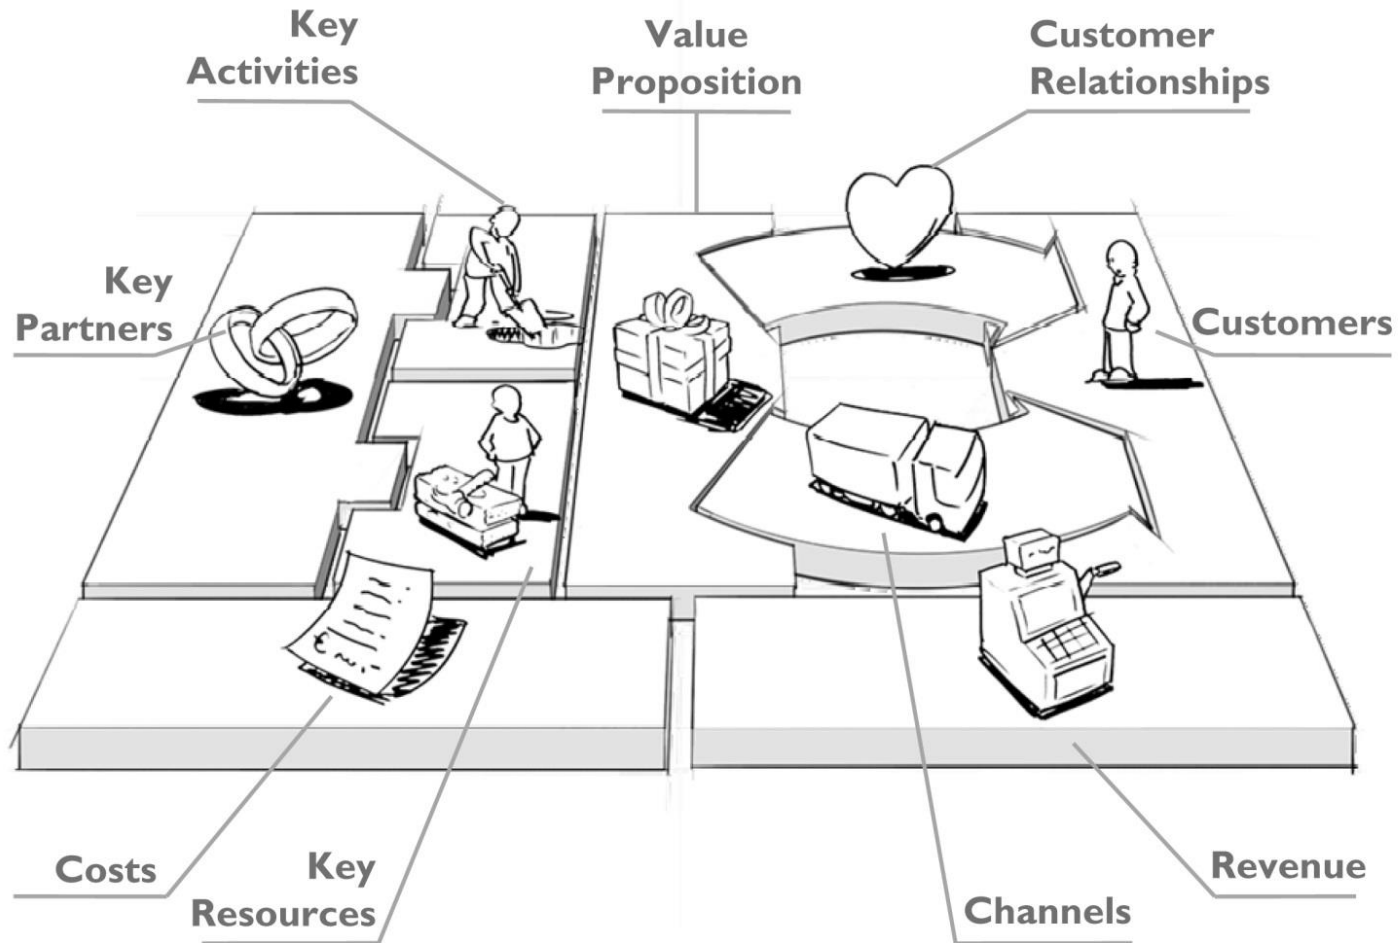 Key
Activities
Value
Proposition
Customer
Relationships
Key
Partners
Customers
Costs
Key
Resources
Channels
Revenue